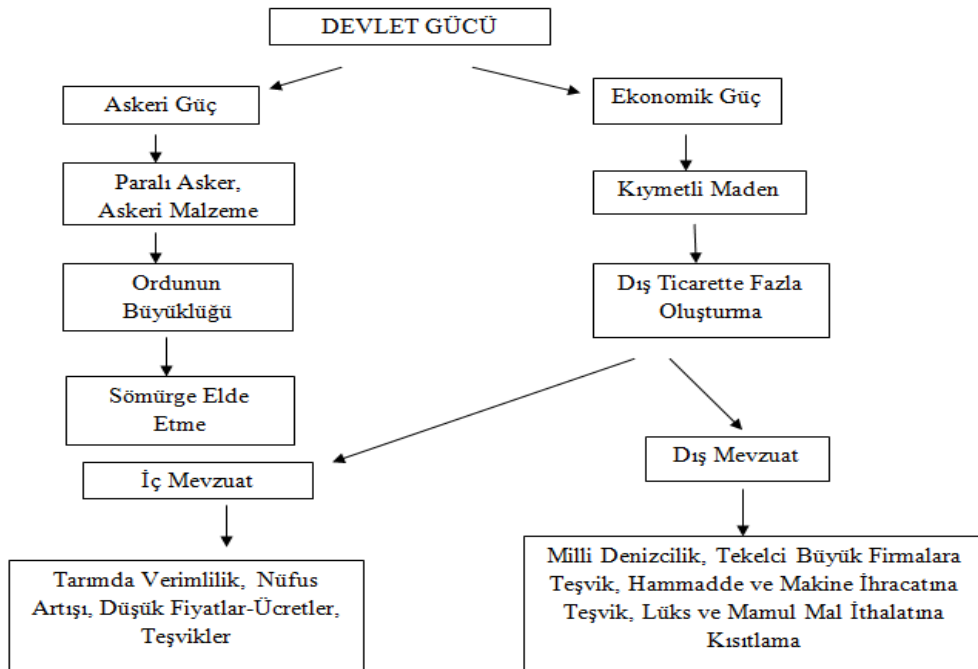 DEVLET GÜCÜ
Askeri Güç
Ekonomik Güç
Paralı Asker,
Askeri Malzeme
Kıymetli Maden
Ordunun
Büyüklüğü
Dış Ticarette Fazla
Oluşturma
Sömürge Elde
Etme
İç Mevzuat
Dış Mevzuat
Tarımda Verimlilik, Nüfus
Artışı, Düşük Fiyatlar-Ücretler,
Teşvikler
Milli Denizcilik, Tekelci Büyük Firmalara
Teşvik, Hammadde ve Makine İhracatına
Teşvik, Lüks ve Mamul Mal İthalatına
Kısıtlama